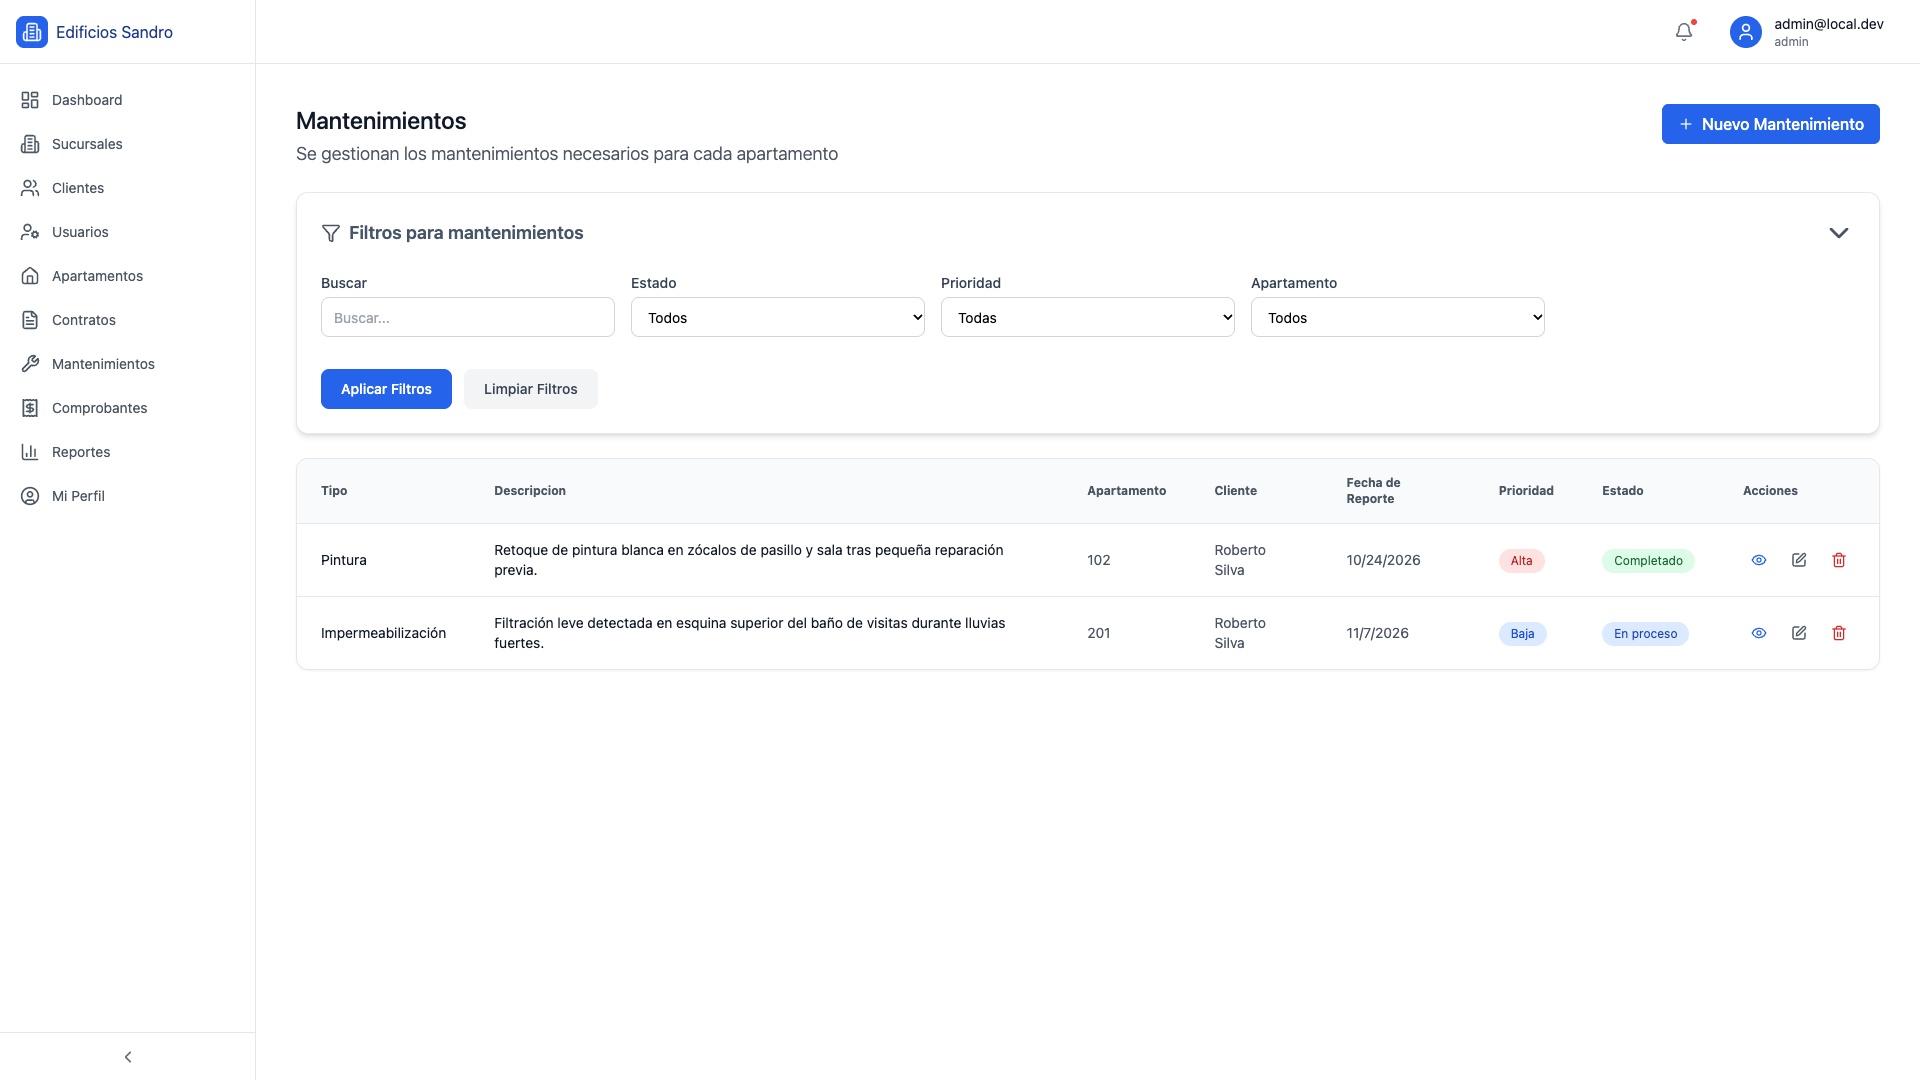 Edificios Sandro
admin@local.dev
admin
Dashboard
Sucursales
Clientes
Usuarios
Apartamentos
Contratos
Mantenimientos
Comprobantes
Reportes
Mi Perfil
Mantenimientos
Se gestionan los mantenimientos necesarios para cada apartamento
+ Nuevo Mantenimiento
Filtros para mantenimientos
Buscar Estado Prioridad Apartamento
Buscar... Todos Todas Todos
Aplicar Filtros Limpiar Filtros
Tipo Descripcion Apartamento Cliente Fecha de Reporte Prioridad Estado Acciones
Pintura
Retoque de pintura blanca en zócalos de pasillo y sala tras pequeña reparación
previa.
102
Roberto
Silva
10/24/2026
Alta
Completado
Impermeabilización
Filtración leve detectada en esquina superior del baño de visitas durante lluvias
fuertes.
201
Roberto
Silva
11/7/2026
Baja
En proceso